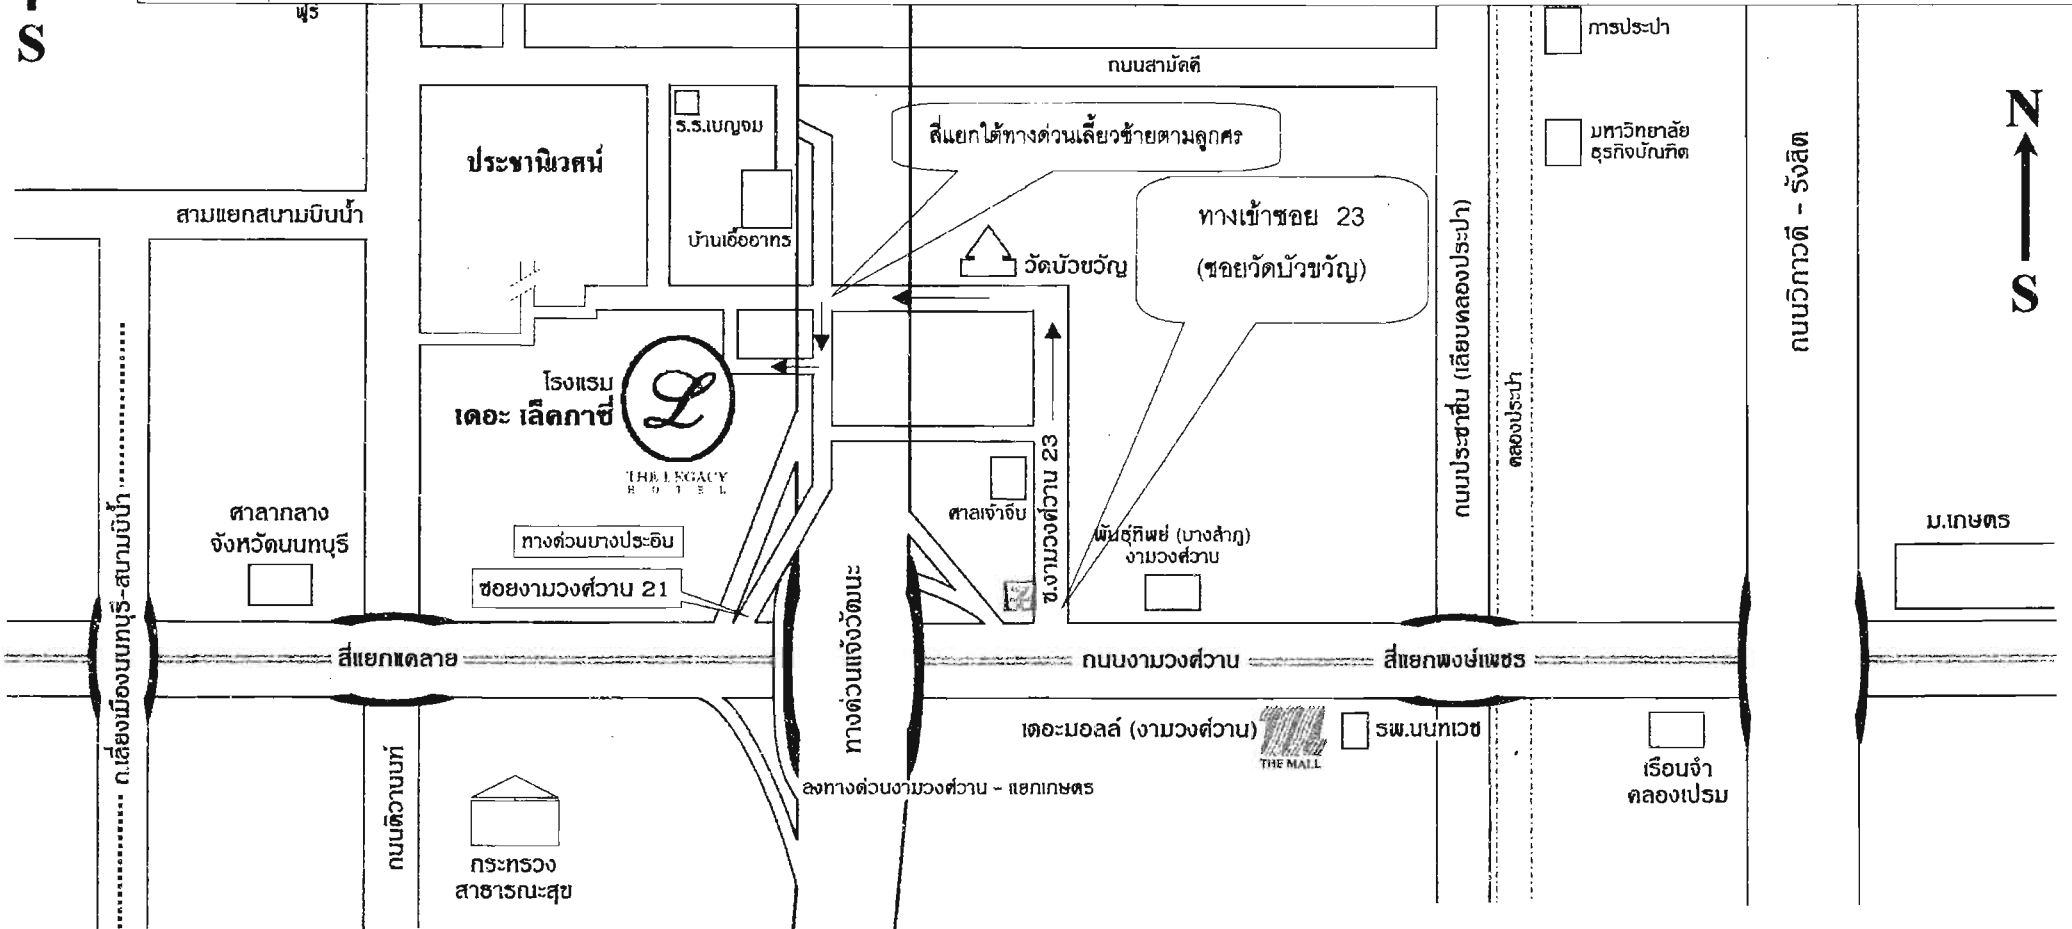 S
ถนนสามัคคี
การประปา
N
S
ร.ร.เบญจม
สี่แยกใต้ทางด่วนเลี้ยวซ้ายตามลูกศร
มหาวิทยาลัย
ธุรกิจบัณฑิต
ประชานิเวศน์
ถนนวิภาวดี - รังสิต
สามแยกสนามบินน้ำ
ทางเข้าซอย 23
(ซอยวัดบัวขวัญ)
บ้านเอื้ออาทร
วัดบัวขวัญ
ถนนประชาชื่น (เลียบคลองประปา)
คลองประปา
โรงแรม
เดอะ เล็คกาซี่
L
THE LEGACY
HOTEL
ซ.งามวงศ์วาน 23
ศาลเจ้าจีน
ศาลากลาง
จังหวัดนนทบุรี
ทางด่วนบางปะอิน
ซอยงามวงศ์วาน 21
พันธุ์ทิพย์ (บางลำภู)
งามวงศ์วาน
ม.เกษตร
ถ.เลี่ยงเมืองนนทบุรี-สนามบินน้ำ
สี่แยกแคลาย
ทางด่วนแจ้งวัฒนะ
ถนนงามวงศ์วาน
สี่แยกพงษ์เพชร
เดอะมอลล์ (งามวงศ์วาน)
THE MALL
รพ.นนทเวช
เรือนจำ
คลองเปรม
ลงทางด่วนงามวงศ์วาน - แยกเกษตร
ถนนติวานนท์
กระทรวง
สาธารณะสุข